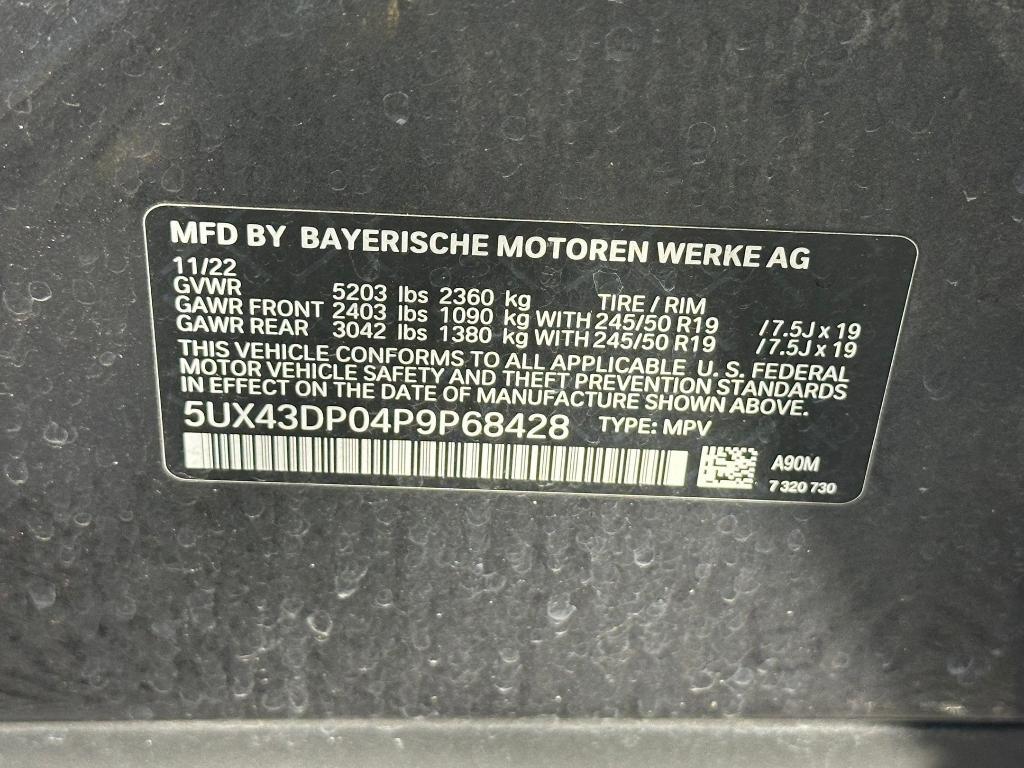 MFD BY BAYERISCHE MOTOREN WERKE AG
11/22
GVWR 5203 lbs 2360 kg TIRE / RIM
GAWR FRONT 2403 lbs 1090 kg WITH 245/50 R19 / 7.5J x 19
GAWR REAR 3042 lbs 1380 kg WITH 245/50 R19 / 7.5J x 19
THIS VEHICLE CONFORMS TO ALL APPLICABLE U. S. FEDERAL
MOTOR VEHICLE SAFETY AND THEFT PREVENTION STANDARDS
IN EFFECT ON THE DATE OF MANUFACTURE SHOWN ABOVE.
5UX43DP04P9P68428 TYPE: MPV
A90M
7 320 730